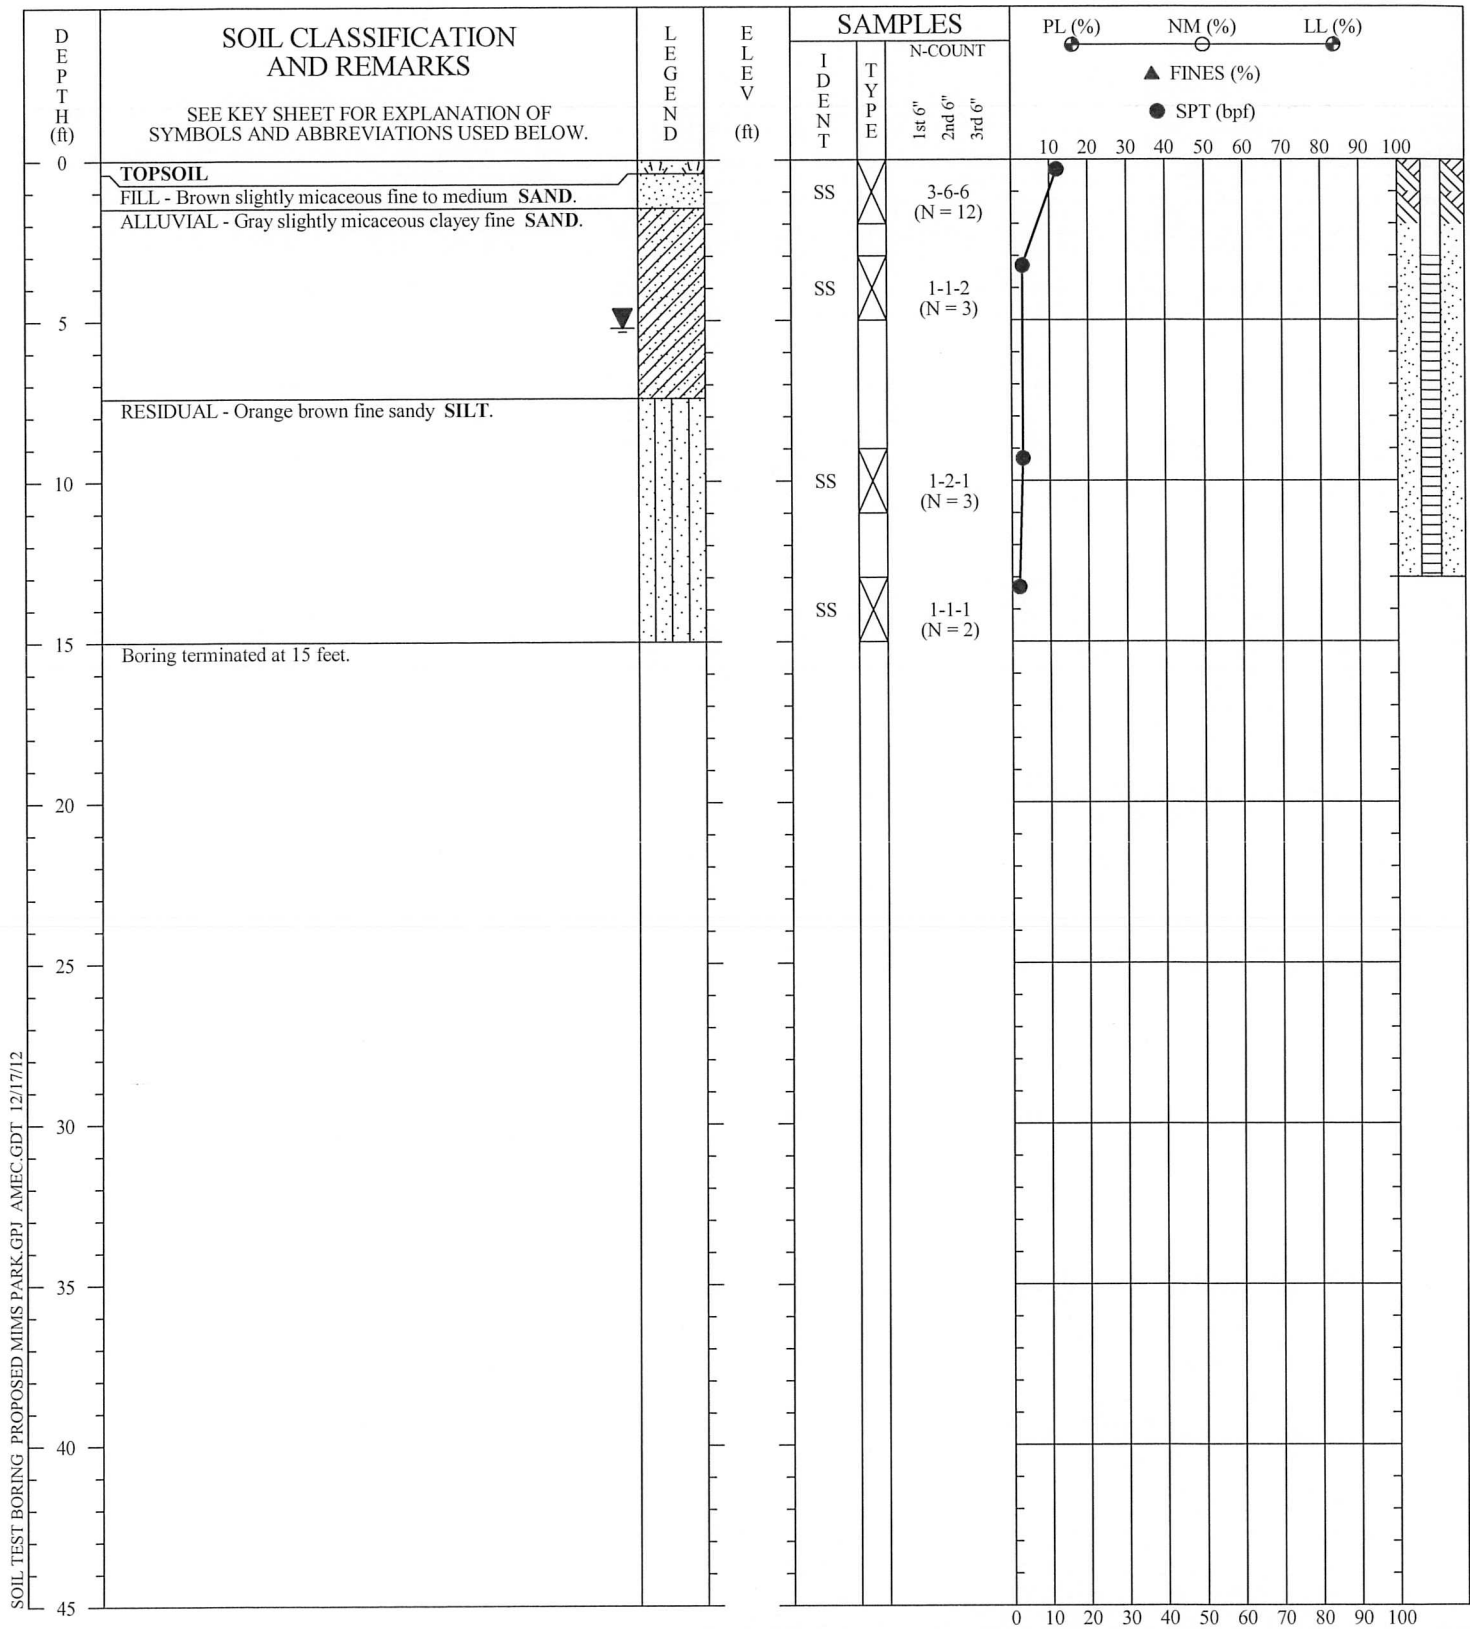 DEPTH (ft)
SOIL CLASSIFICATION
AND REMARKS
SEE KEY SHEET FOR EXPLANATION OF
SYMBOLS AND ABBREVIATIONS USED BELOW.
LEGEND
ELEV (ft)
SAMPLES
IDENT
TYPE
N-COUNT
1st 6"
2nd 6"
3rd 6"
PL (%) NM (%) LL (%)
FINES (%)
SPT (bpf)
10 20 30 40 50 60 70 80 90 100
0
TOPSOIL
FILL - Brown slightly micaceous fine to medium SAND.
SS 3-6-6
(N = 12)
ALLUVIAL - Gray slightly micaceous clayey fine SAND.
SS 1-1-2
(N = 3)
5
RESIDUAL - Orange brown fine sandy SILT.
10 SS 1-2-1
(N = 3)
SS 1-1-1
(N = 2)
15
Boring terminated at 15 feet.
20
25
30
35
40
45
0 10 20 30 40 50 60 70 80 90 100
SOIL TEST BORING PROPOSED MIMS PARK.GPJ AMEC.GDT 12/17/12